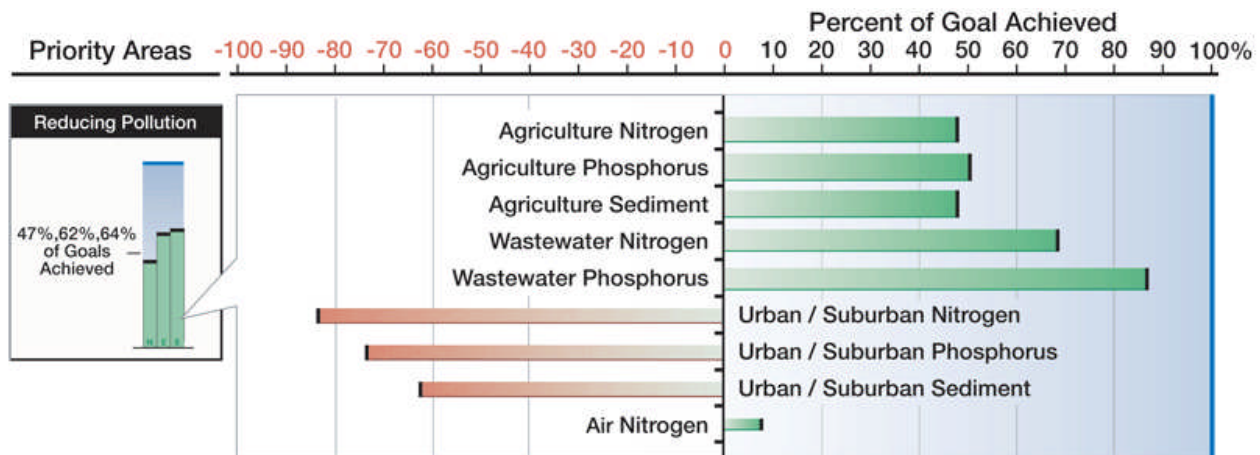 Percent of Goal Achieved
Priority Areas
-100 -90 -80 -70 -60 -50 -40 -30 -20 -10 0 10 20 30 40 50 60 70 80 90 100%
Reducing Pollution
47%,62%,64%
of Goals
Achieved
Agriculture Nitrogen
Agriculture Phosphorus
Agriculture Sediment
Wastewater Nitrogen
Wastewater Phosphorus
Urban / Suburban Nitrogen
Urban / Suburban Phosphorus
Urban / Suburban Sediment
Air Nitrogen